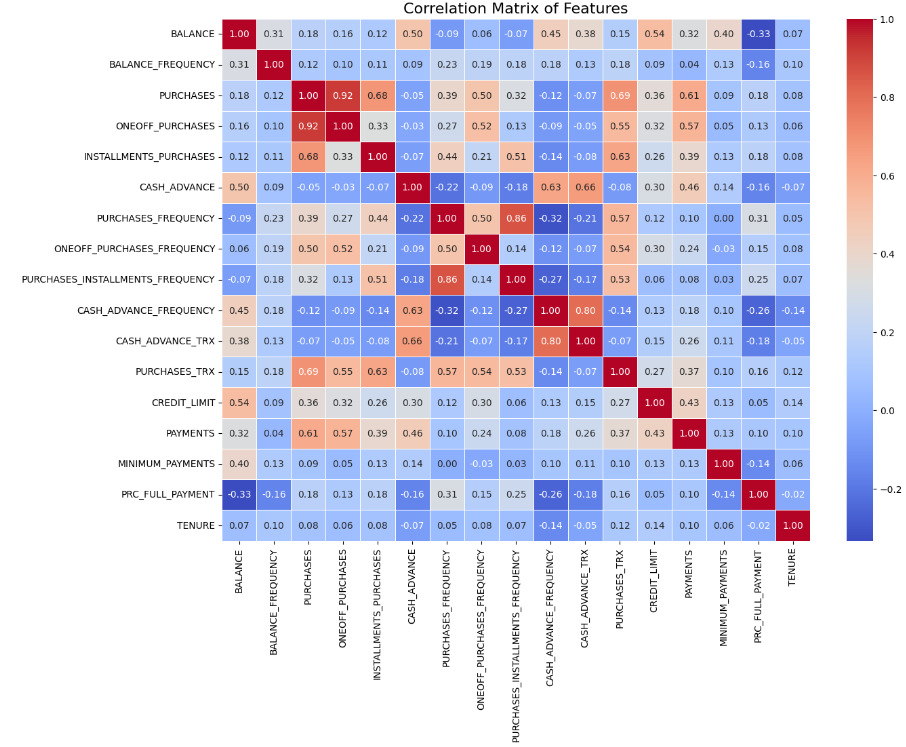 Correlation Matrix of Features
BALANCE 1.00 0.31 0.18 0.16 0.12 0.50 -0.09 0.06 -0.07 0.45 0.38 0.15 0.54 0.32 0.40 -0.33 0.07
BALANCE_FREQUENCY 0.31 1.00 0.12 0.10 0.11 0.09 0.23 0.19 0.18 0.18 0.13 0.18 0.09 0.04 0.13 -0.16 0.10
PURCHASES 0.18 0.12 1.00 0.92 0.68 -0.05 0.39 0.50 0.32 -0.12 -0.07 0.69 0.36 0.61 0.09 0.18 0.08
ONEOFF_PURCHASES 0.16 0.10 0.92 1.00 0.33 -0.03 0.27 0.52 0.13 -0.09 -0.05 0.55 0.32 0.57 0.05 0.13 0.06
INSTALLMENTS_PURCHASES 0.12 0.11 0.68 0.33 1.00 -0.07 0.44 0.21 0.51 -0.14 -0.08 0.63 0.26 0.39 0.13 0.18 0.08
CASH_ADVANCE 0.50 0.09 -0.05 -0.03 -0.07 1.00 -0.22 -0.09 -0.18 0.63 0.66 -0.08 0.30 0.46 0.14 -0.16 -0.07
PURCHASES_FREQUENCY -0.09 0.23 0.39 0.27 0.44 -0.22 1.00 0.50 0.86 -0.32 -0.21 0.57 0.12 0.10 0.00 0.31 0.05
ONEOFF_PURCHASES_FREQUENCY 0.06 0.19 0.50 0.52 0.21 -0.09 0.50 1.00 0.14 -0.12 -0.07 0.54 0.30 0.24 -0.03 0.15 0.08
PURCHASES_INSTALLMENTS_FREQUENCY -0.07 0.18 0.32 0.13 0.51 -0.18 0.86 0.14 1.00 -0.27 -0.17 0.53 0.06 0.08 0.03 0.25 0.07
CASH_ADVANCE_FREQUENCY 0.45 0.18 -0.12 -0.09 -0.14 0.63 -0.32 -0.12 -0.27 1.00 0.80 -0.14 0.13 0.18 0.10 -0.26 -0.14
CASH_ADVANCE_TRX 0.38 0.13 -0.07 -0.05 -0.08 0.66 -0.21 -0.07 -0.17 0.80 1.00 -0.07 0.15 0.26 0.11 -0.18 -0.05
PURCHASES_TRX 0.15 0.18 0.69 0.55 0.63 -0.08 0.57 0.54 0.53 -0.14 -0.07 1.00 0.27 0.37 0.10 0.16 0.12
CREDIT_LIMIT 0.54 0.09 0.36 0.32 0.26 0.30 0.12 0.30 0.06 0.13 0.15 0.27 1.00 0.43 0.13 0.05 0.14
PAYMENTS 0.32 0.04 0.61 0.57 0.39 0.46 0.10 0.24 0.08 0.18 0.26 0.37 0.43 1.00 0.13 0.10 0.10
MINIMUM_PAYMENTS 0.40 0.13 0.09 0.05 0.13 0.14 0.00 -0.03 0.03 0.10 0.11 0.10 0.13 0.13 1.00 -0.14 0.06
PRC_FULL_PAYMENT -0.33 -0.16 0.18 0.13 0.18 -0.16 0.31 0.15 0.25 -0.26 -0.18 0.16 0.05 0.10 -0.14 1.00 -0.02
TENURE 0.07 0.10 0.08 0.06 0.08 -0.07 0.05 0.08 0.07 -0.14 -0.05 0.12 0.14 0.10 0.06 -0.02 1.00
BALANCE
BALANCE_FREQUENCY
PURCHASES
ONEOFF_PURCHASES
INSTALLMENTS_PURCHASES
CASH_ADVANCE
PURCHASES_FREQUENCY
ONEOFF_PURCHASES_FREQUENCY
PURCHASES_INSTALLMENTS_FREQUENCY
CASH_ADVANCE_FREQUENCY
CASH_ADVANCE_TRX
PURCHASES_TRX
CREDIT_LIMIT
PAYMENTS
MINIMUM_PAYMENTS
PRC_FULL_PAYMENT
TENURE
1.0
0.8
0.6
0.4
0.2
0.0
−0.2